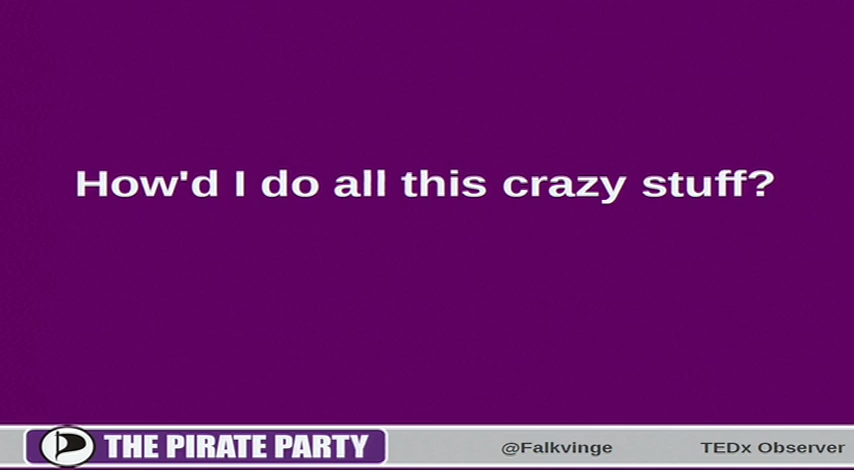 How'd I do all this crazy stuff?
THE PIRATE PARTY
@Falkvinge
TEDx Observer